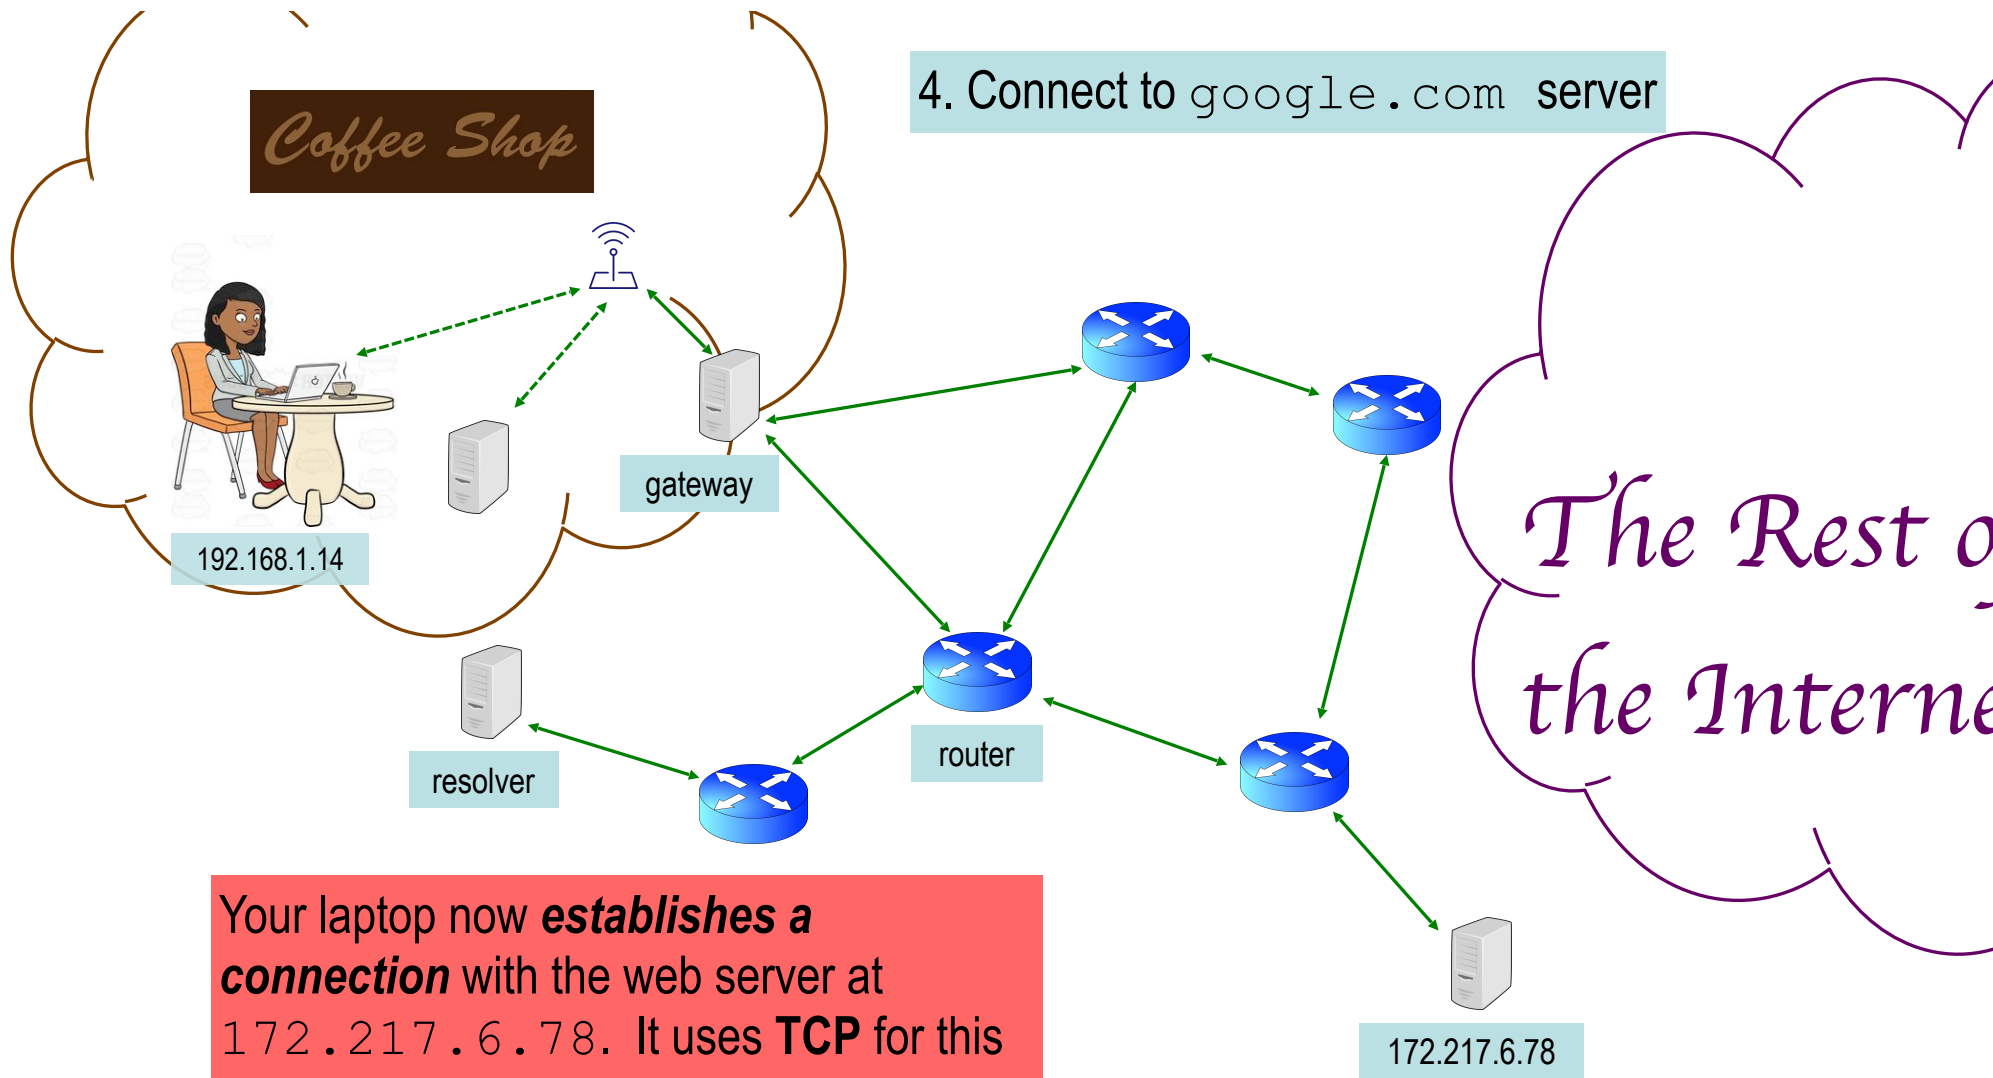 4. Connect to google.com server
Coffee Shop
gateway
192.168.1.14
The Rest
the
router
resolver
Your laptop now establishes a
connection with the web server at
172.217.6.78. It uses TCP for this
172.217.6.78